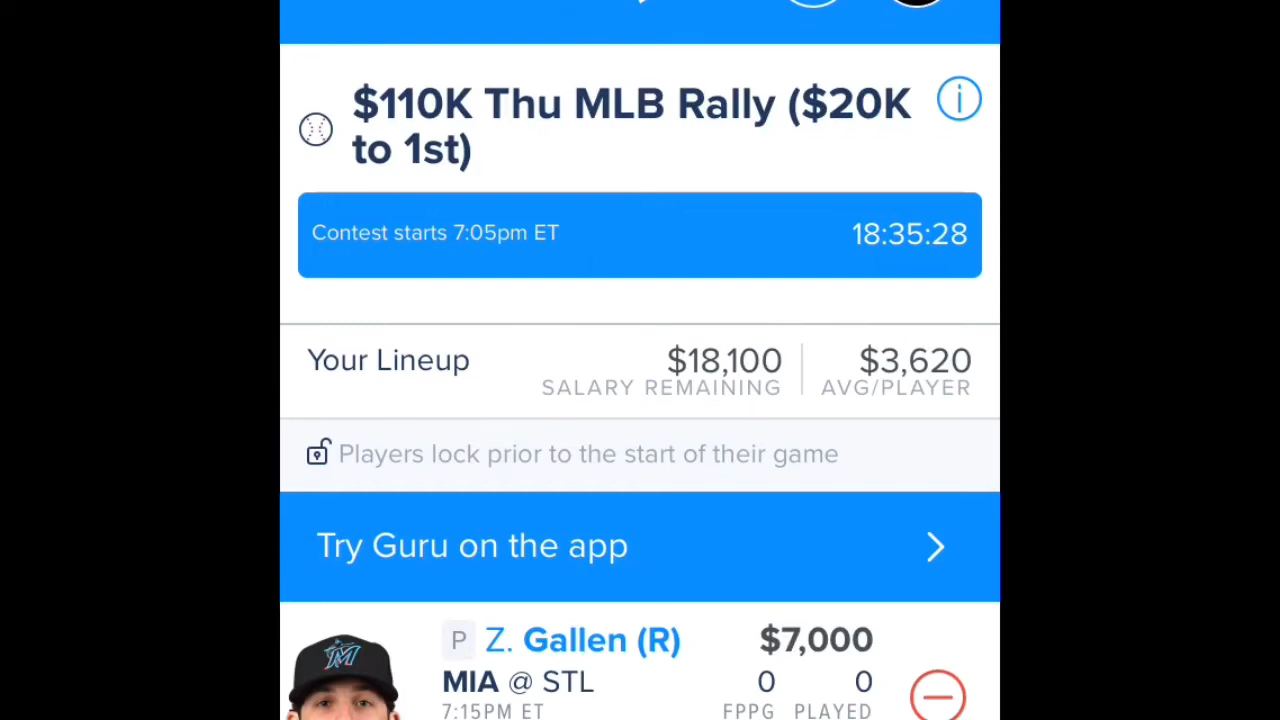 $110K Thu MLB Rally ($20K
to 1st)
Contest starts 7:05pm ET 18:35:28
Your Lineup $18,100 $3,620
SALARY REMAINING AVG/PLAYER
Players lock prior to the start of their game
Try Guru on the app
P Z. Gallen (R) $7,000
MIA @ STL 0 0
7:15PM ET FPPG PLAYED